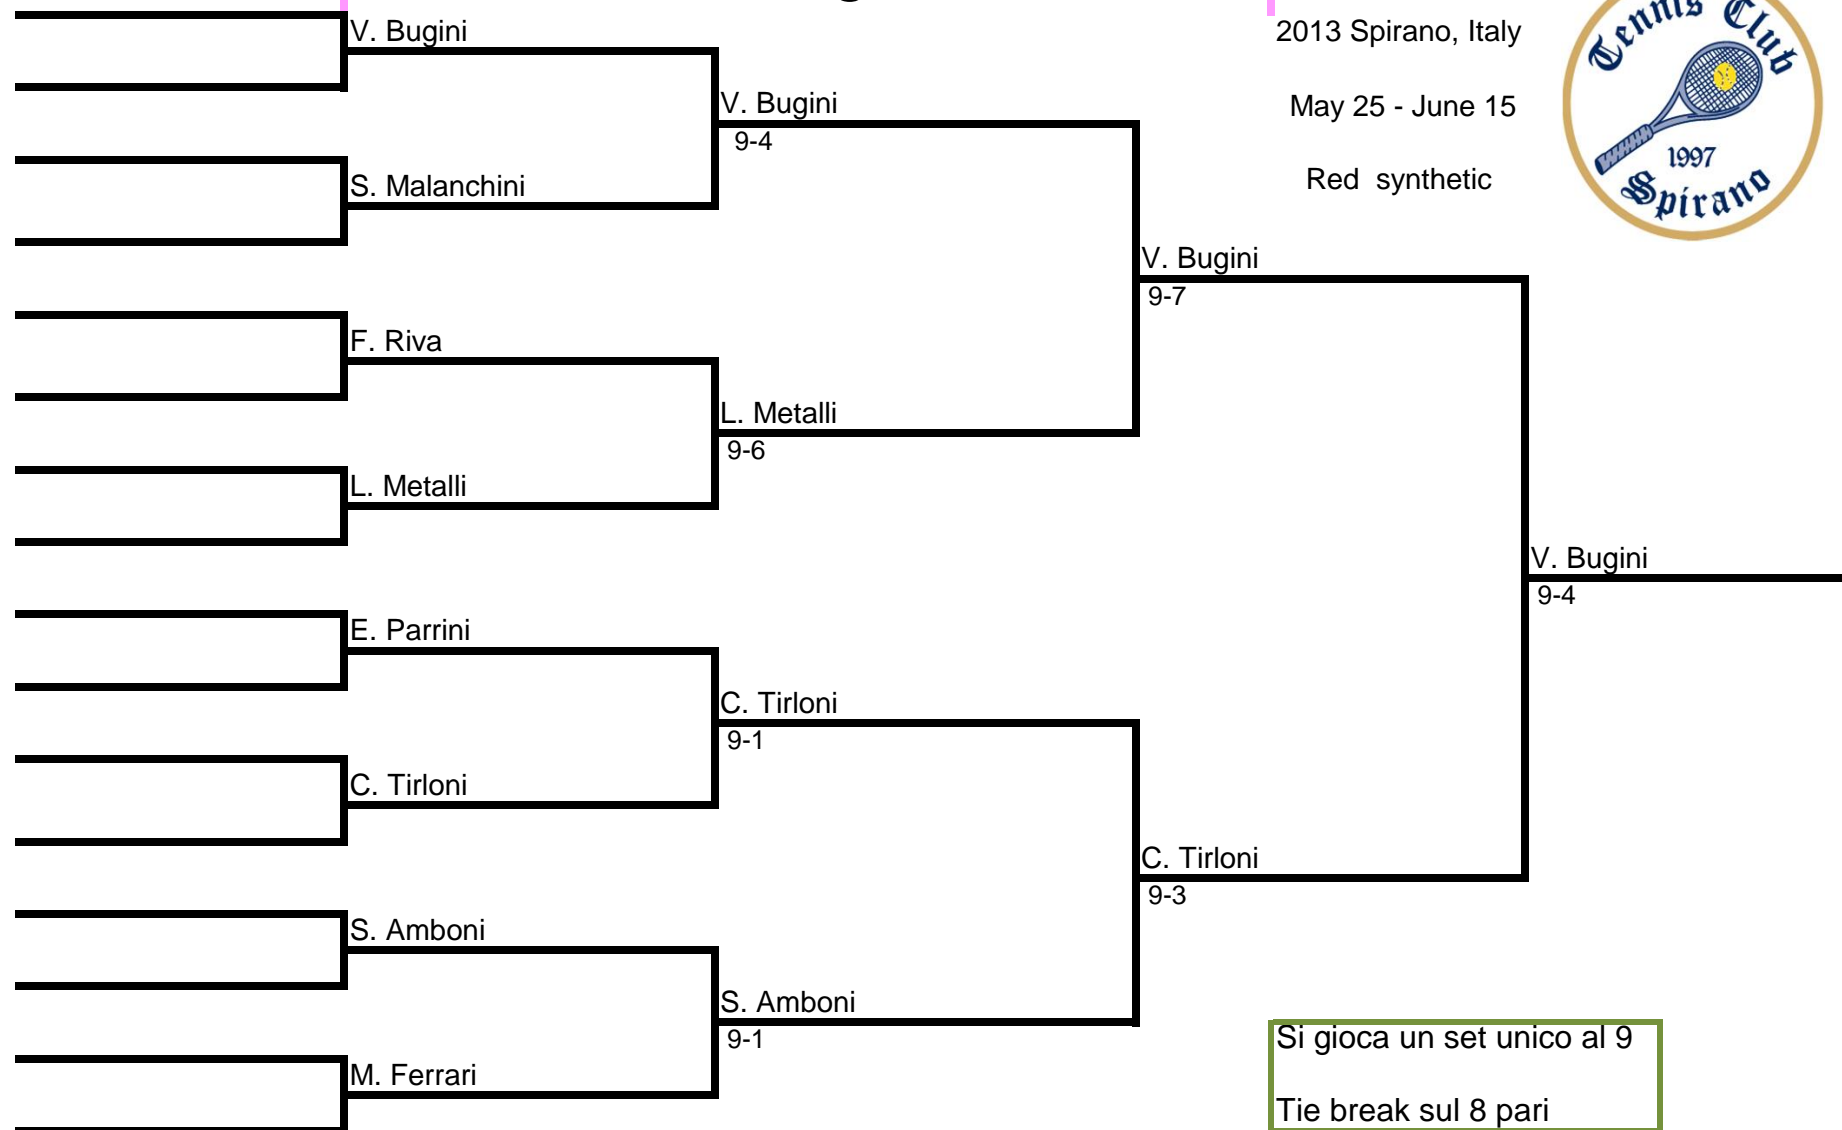 2013 Spirano, Italy
May 25 - June 15
Red synthetic
Tennis Club
1997
Spirano
V. Bugini
S. Malanchini
F. Riva
L. Metalli
E. Parrini
C. Tirloni
S. Amboni
M. Ferrari
V. Bugini
9-4
L. Metalli
9-6
C. Tirloni
9-1
S. Amboni
9-1
V. Bugini
9-7
C. Tirloni
9-3
V. Bugini
9-4
Si gioca un set unico al 9
Tie break sul 8 pari